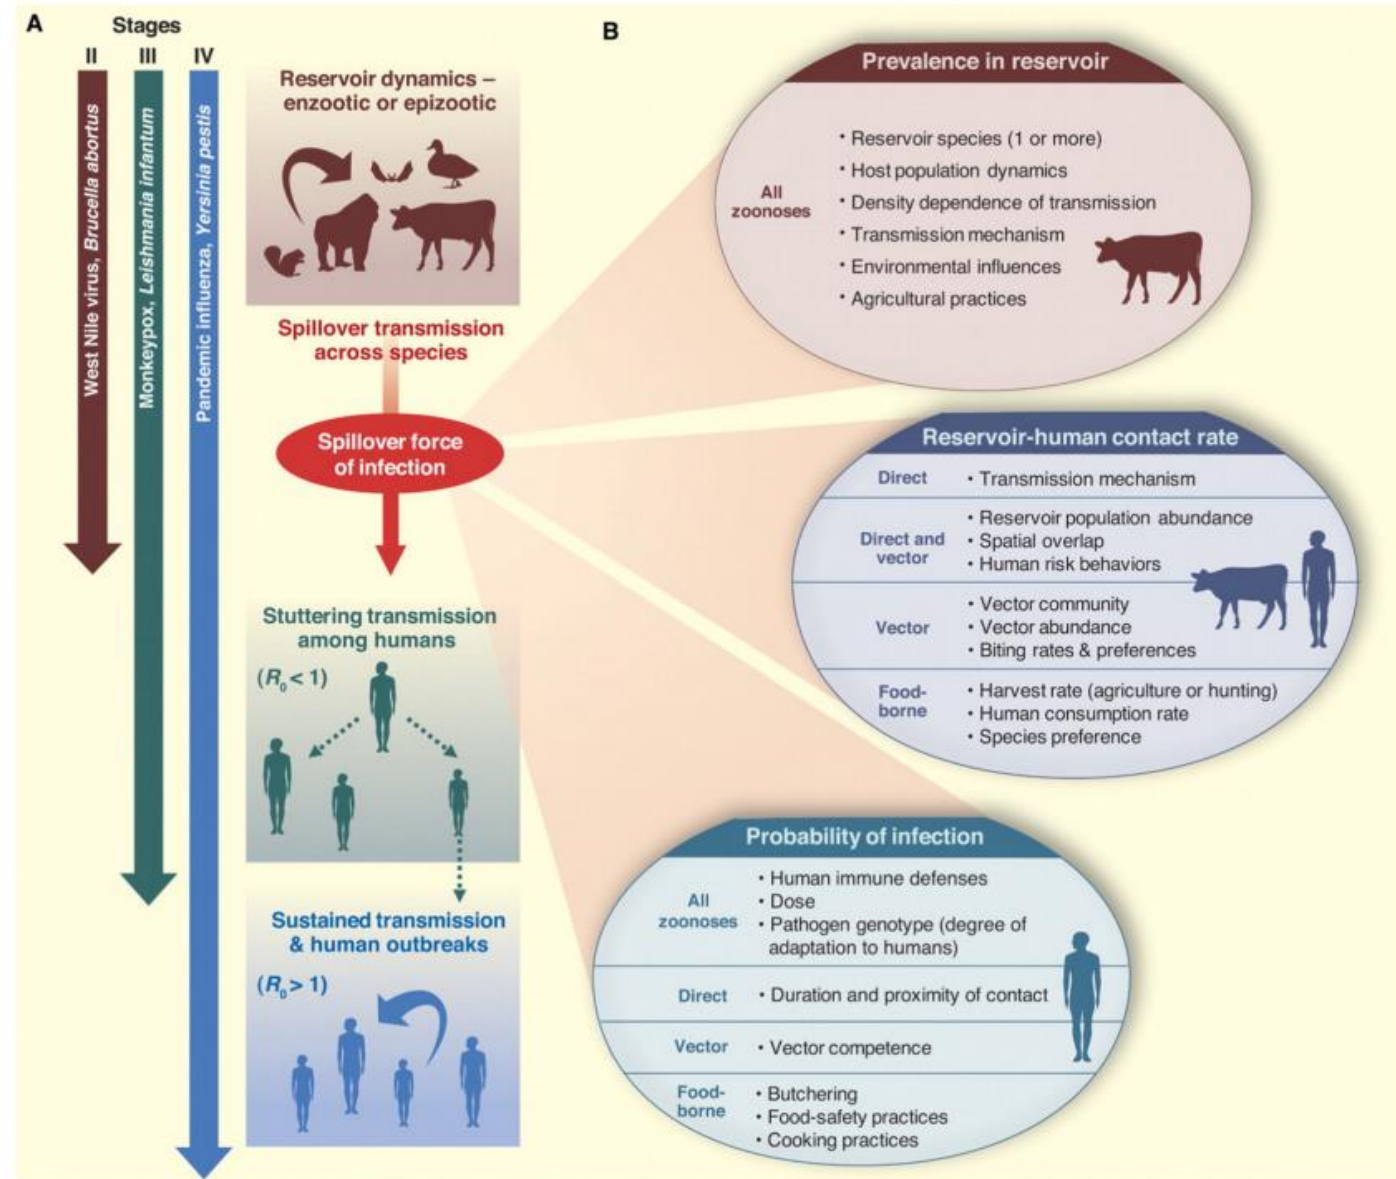 A
Stages
II
III
IV
West Nile virus, Brucella abortus
Monkeypox, Leishmania infantum
Pandemic influenza, Yersinia pestis
Reservoir dynamics –
enzootic or epizootic
Spillover transmission
across species
Spillover force
of infection
Stuttering transmission
among humans
(R0 < 1)
Sustained transmission
& human outbreaks
(R0 > 1)
B
Prevalence in reservoir
All
zoonoses
• Reservoir species (1 or more)
• Host population dynamics
• Density dependence of transmission
• Transmission mechanism
• Environmental influences
• Agricultural practices
Reservoir-human contact rate
Direct
• Transmission mechanism
Direct and
vector
• Reservoir population abundance
• Spatial overlap
• Human risk behaviors
Vector
• Vector community
• Vector abundance
• Biting rates & preferences
Food-
borne
• Harvest rate (agriculture or hunting)
• Human consumption rate
• Species preference
Probability of infection
All
zoonoses
• Human immune defenses
• Dose
• Pathogen genotype (degree of
adaptation to humans)
Direct
• Duration and proximity of contact
Vector
• Vector competence
Food-
borne
• Butchering
• Food-safety practices
• Cooking practices